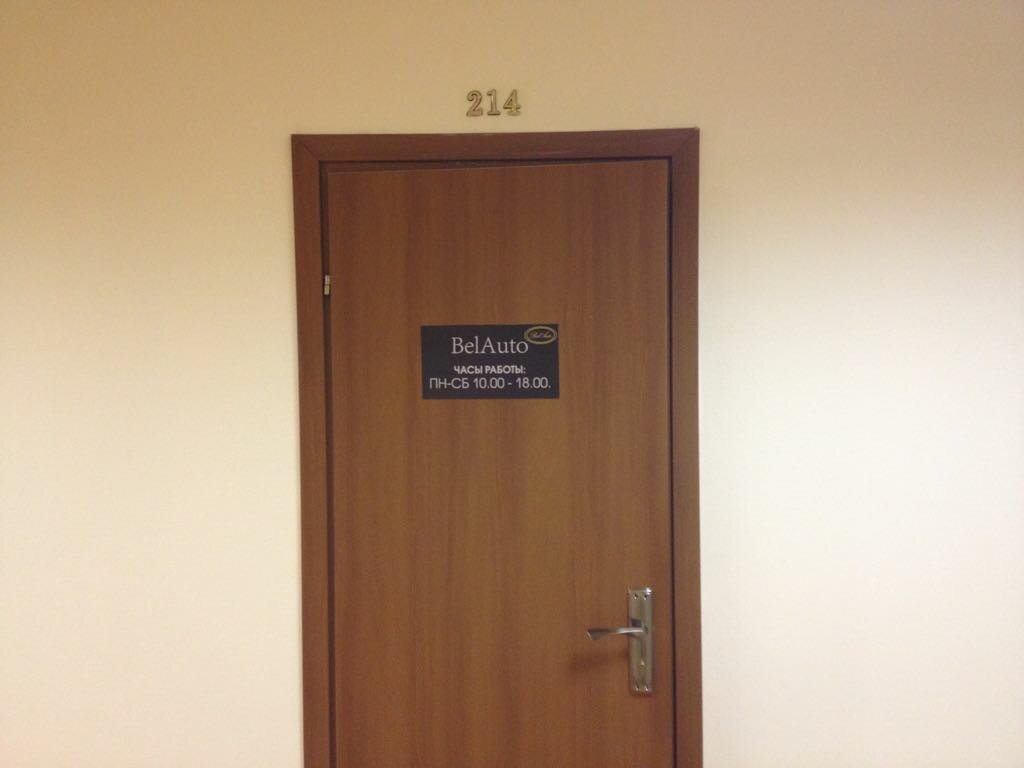 214
BelAuto
ЧАСЫ РАБОТЫ:
ПН-СБ 10.00 - 18.00.